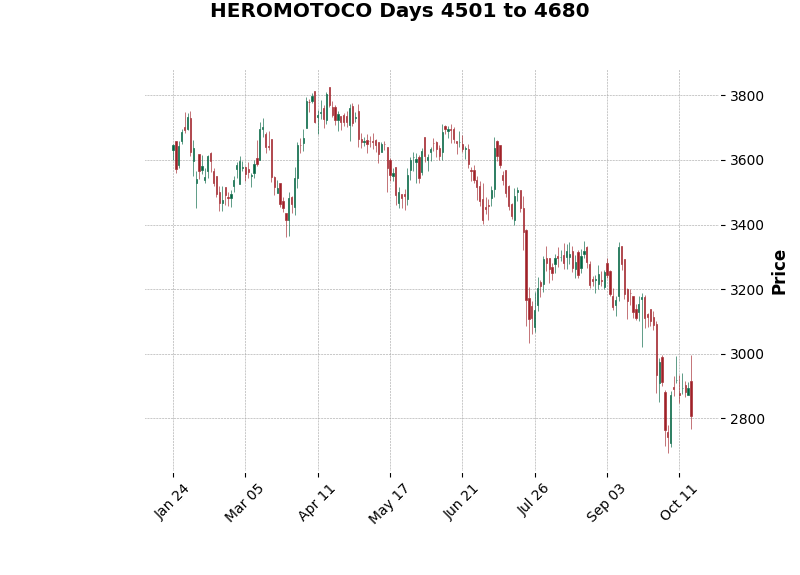 HEROMOTOCO Days 4501 to 4680
3800
3600
3400
3200
3000
2800
Price
Jan 24
Mar 05
Apr 11
May 17
Jun 21
Jul 26
Sep 03
Oct 11